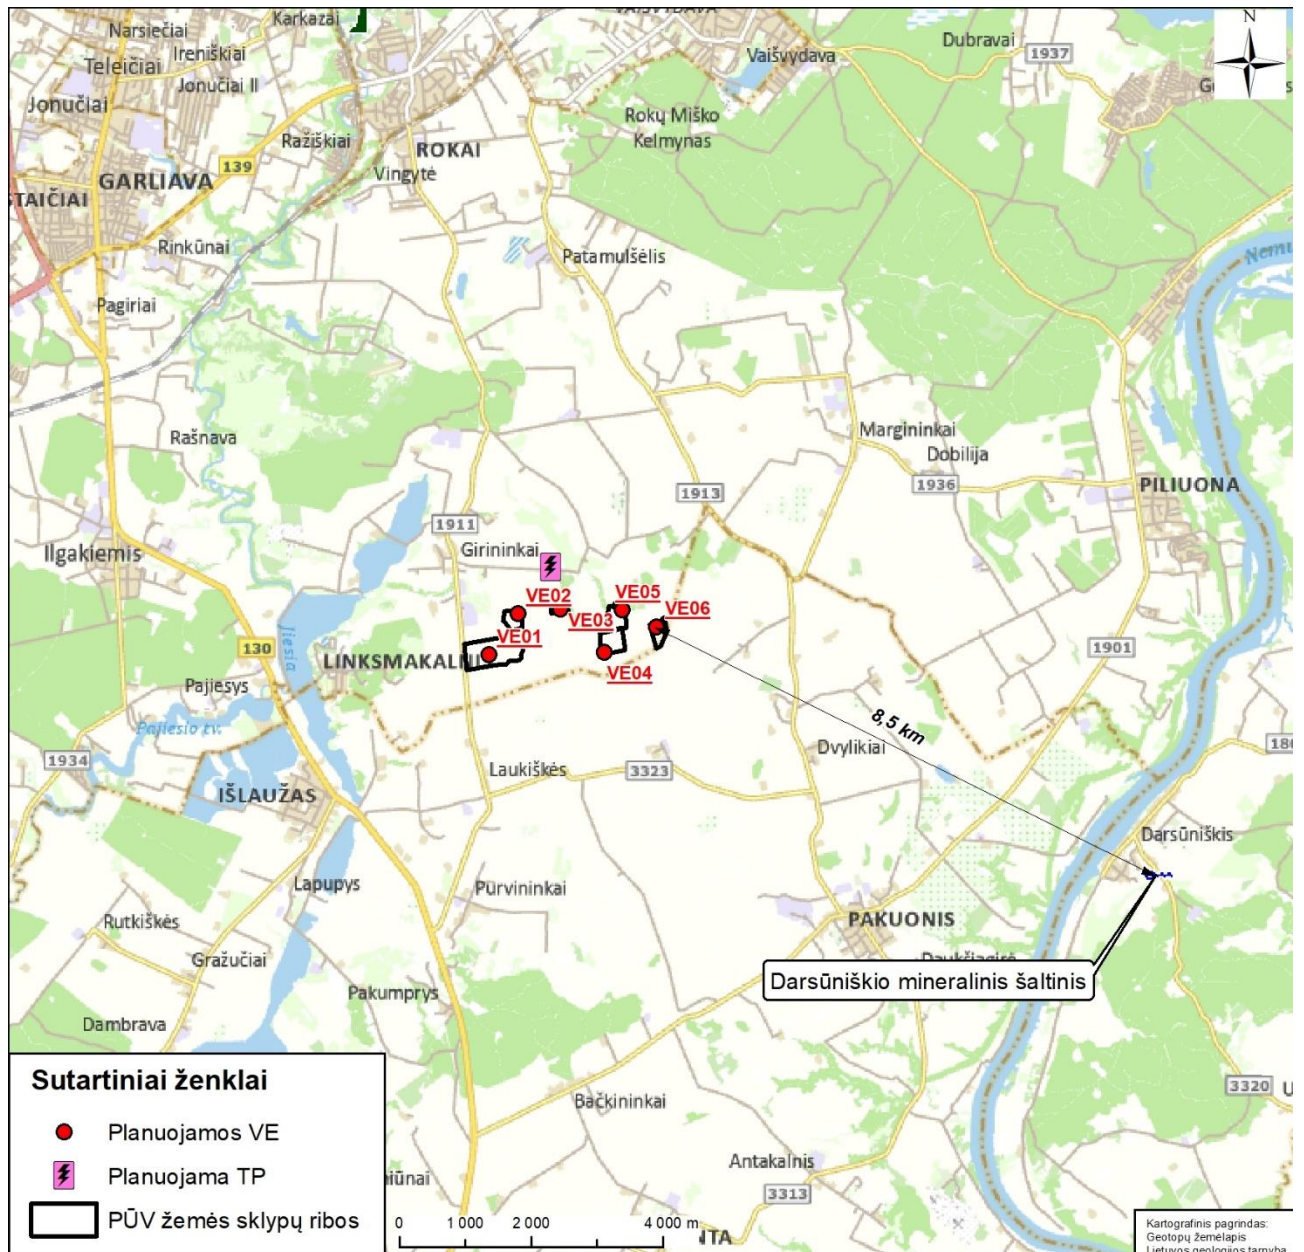 Karkazai
Narsiečiai
Ireniškiai
Teleičiai
Jonučiai II
Jonučiai
Ražiškiai
ROKAI
Vingytė
139
GARLIAVA
STAIČIAI
Rinkūnai
Pagiriai
Vaišvydava
Dubravai
1937
N
Rokų Miško
Kelmynas
Patamulšėlis
Rašnava
Margininkai
Dobilija
1936
1913
PILIUONA
Ilgakiemis
1911
Girininkai
VE02
VE05
VE03
VE06
VE01
VE04
130
Jiesia
LINKSMAKALNI
1901
Pajiesys
Pajiesio tv.
8,5 km
Dvylikiai
1934
Laukiškės
3323
IŠLAUŽAS
Darsūniškis
Lapupys
Purvininkai
Rutkiškės
PAKUONIS
Gražučiai
Darsūniškio mineralinis šaltinis
Pakumprys
Dambrava
Bačkininkai
3320
Antakalnis
3313
Sutartiniai ženklai
Planuojamos VE
Planuojama TP
PŪV žemės sklypų ribos
0 1 000 2 000 4 000 m
Kartografinis pagrindas:
Geotopų žemėlapis
Lietuvos geologijos tarnyba